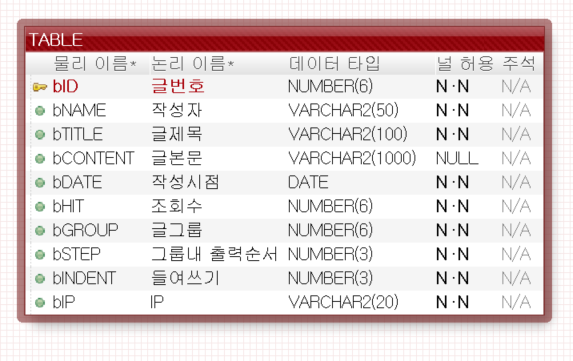 TABLE
물리 이름* 논리 이름* 데이터 타입 널 허용 주석
bID 글번호 NUMBER(6) N·N N/A
bNAME 작성자 VARCHAR2(50) N·N N/A
bTITLE 글제목 VARCHAR2(100) N·N N/A
bCONTENT 글본문 VARCHAR2(1000) NULL N/A
bDATE 작성시점 DATE N·N N/A
bHIT 조회수 NUMBER(6) N·N N/A
bGROUP 글그룹 NUMBER(6) N·N N/A
bSTEP 그룹내 출력순서 NUMBER(3) N·N N/A
bINDENT 들여쓰기 NUMBER(3) N·N N/A
bIP IP VARCHAR2(20) N·N N/A